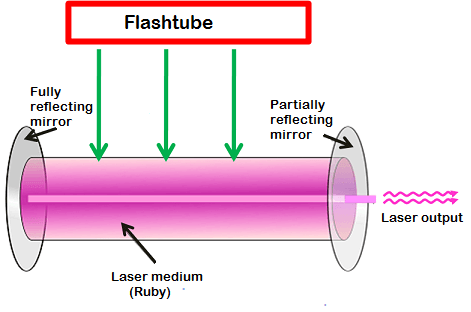 Flashtube
Fully
reflecting
mirror
Partially
reflecting
mirror
Laser output
Laser medium
(Ruby)